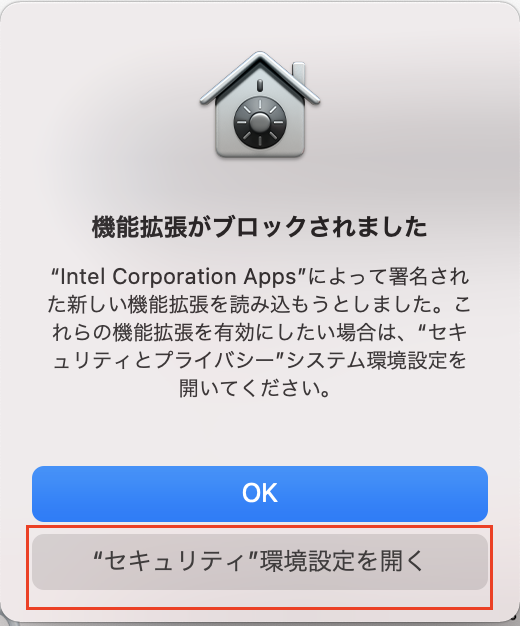 機能拡張がブロックされました
“Intel Corporation Apps”によって署名され
た新しい機能拡張を読み込もうとしました。こ
れらの機能拡張を有効にしたい場合は、“セキ
ュリティとプライバシー”システム環境設定を
開いてください。
OK
“セキュリティ”環境設定を開く